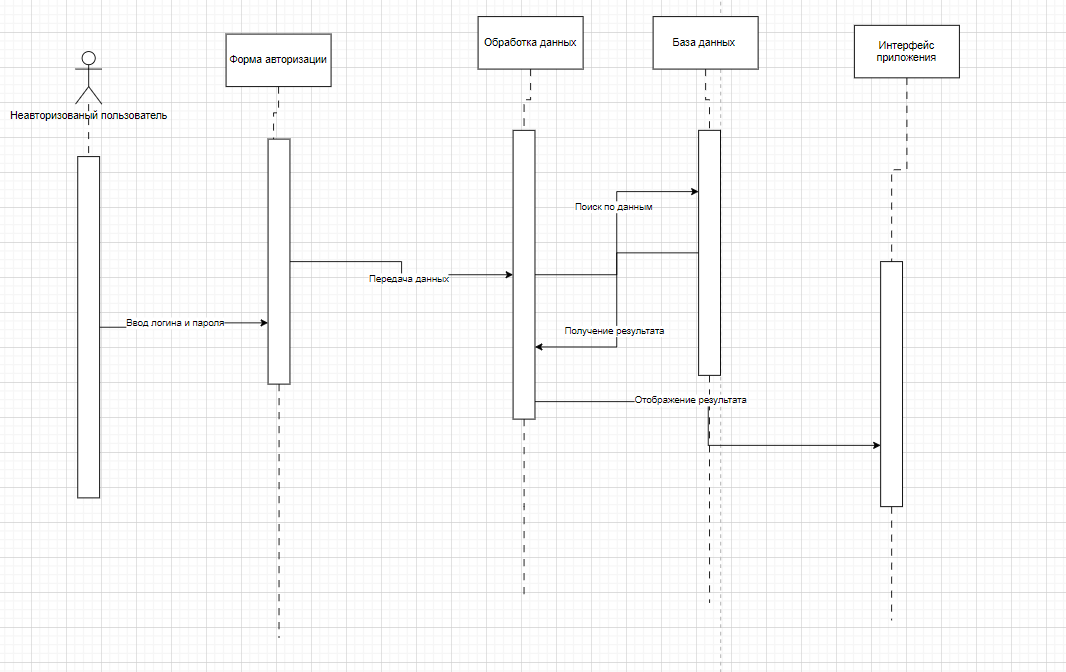 Неавторизованый пользователь
Форма авторизации
Обработка данных
База данных
Интерфейс
приложения
Поиск по данным
Передача данных
Ввод логина и пароля
Получение результата
Отображение результата